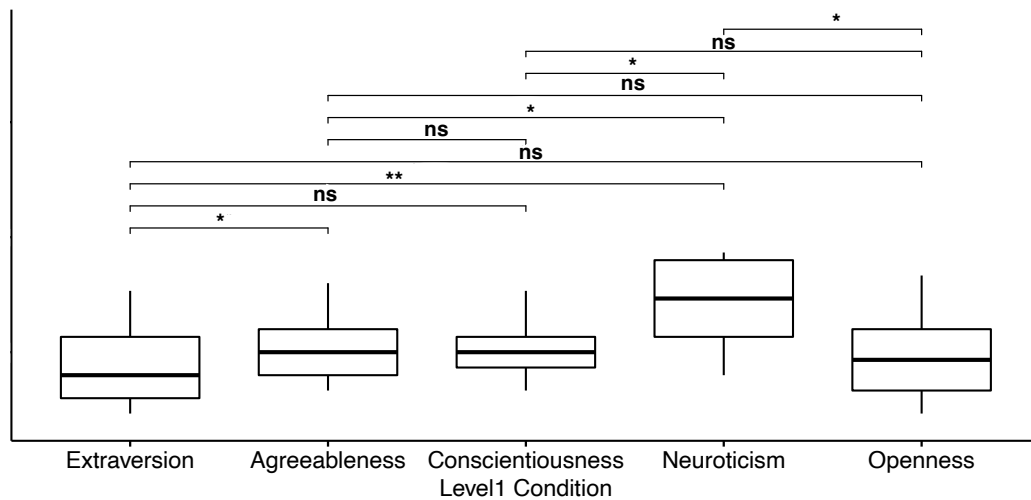 *
ns
*
ns
*
ns
ns
**
ns
*
Extraversion Agreeableness Conscientiousness Neuroticism Openness
Level1 Condition